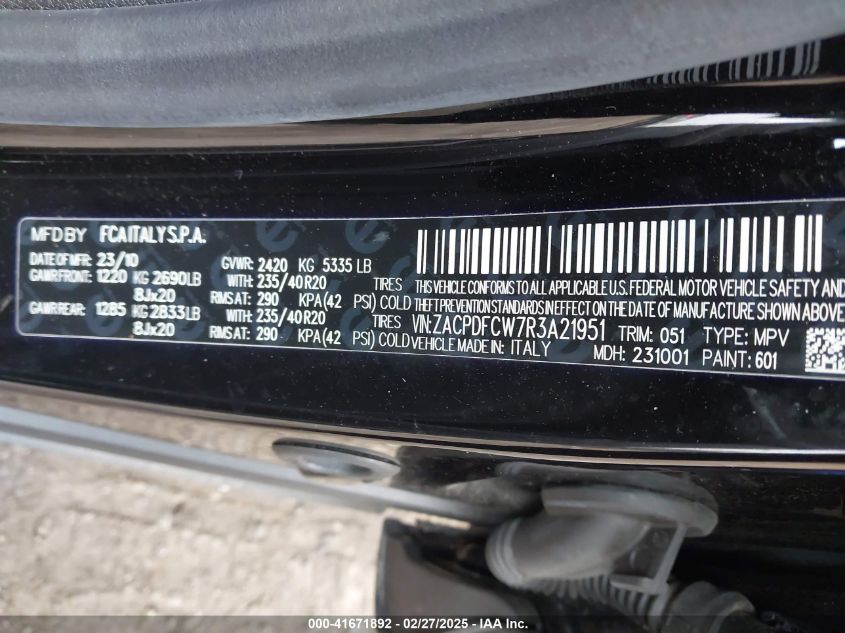 MFD BY FCA ITALY S.P.A.
DATE OF MFR: 23/10 GVWR: 2420 KG 5335 LB
GAWR FRONT: 1220 KG 2690LB WITH: 235/40R20 TIRES
8Jx20 RIMS AT: 290 KPA(42 PSI) COLD
GAWR REAR: 1285 KG 2833LB WITH: 235/40R20 TIRES
8Jx20 RIMS AT: 290 KPA(42 PSI) COLD
THIS VEHICLE CONFORMS TO ALL APPLICABLE U.S. FEDERAL MOTOR VEHICLE SAFETY AND
THEFT PREVENTION STANDARDS IN EFFECT ON THE DATE OF MANUFACTURE SHOWN ABOVE
VIN: ZACPDFCW7R3A21951 TRIM: 051 TYPE: MPV
VEHICLE MADE IN: ITALY MDH: 231001 PAINT: 601
000-41671892 - 02/27/2025 - IAA Inc.